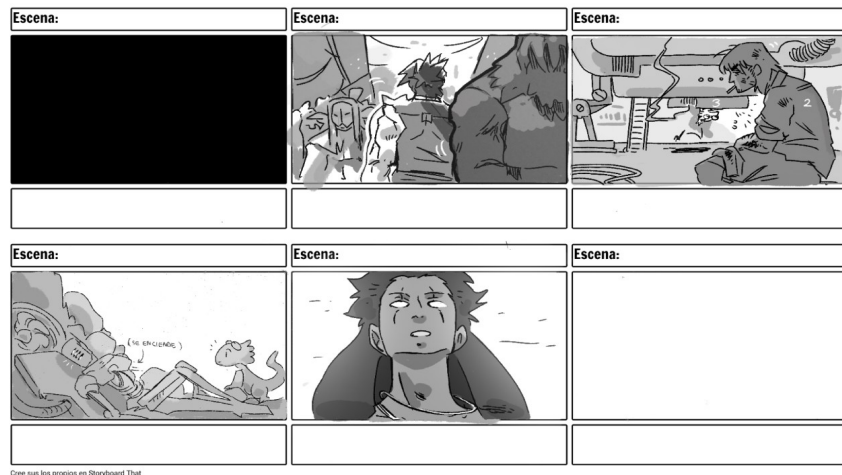 Escena:
Escena:
Escena:
3
2
Escena:
Escena:
Escena:
(SE ENCIENDE)
Cree sus los propios en Storyboard That